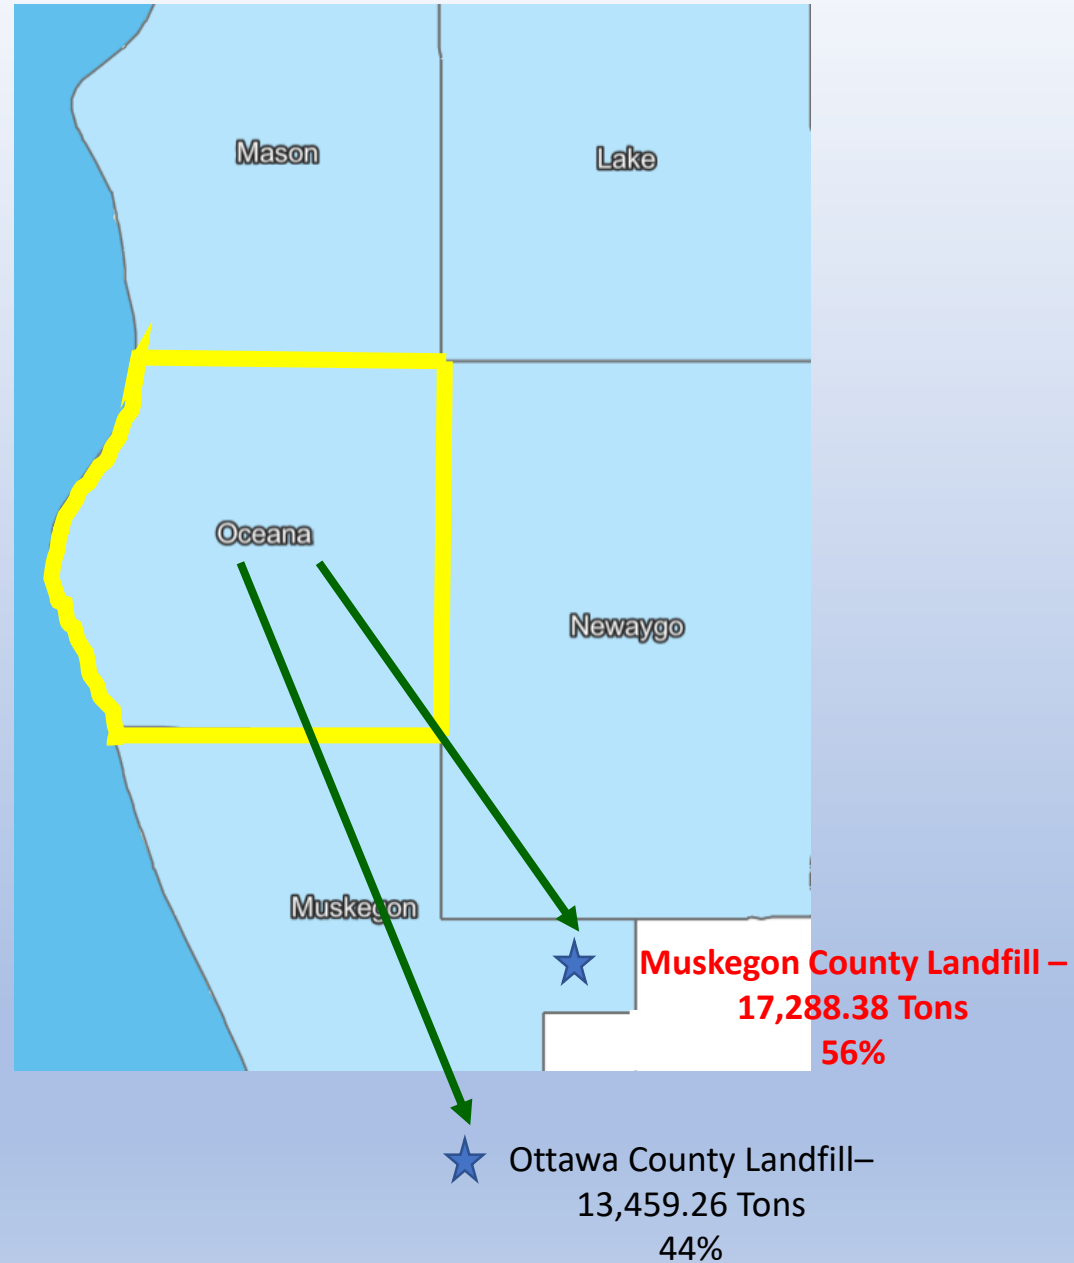 Mason
Lake
Oceana
Newaygo
Muskegon
Muskegon County Landfill –
17,288.38 Tons
56%
Ottawa County Landfill–
13,459.26 Tons
44%